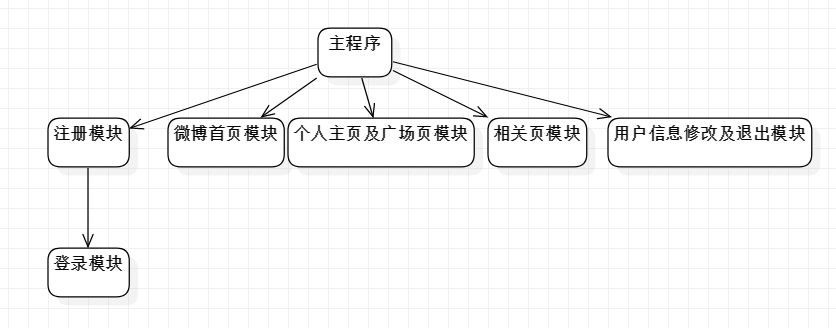 主程序
注册模块
微博首页模块
个人主页及广场页模块
相关页模块
用户信息修改及退出模块
登录模块